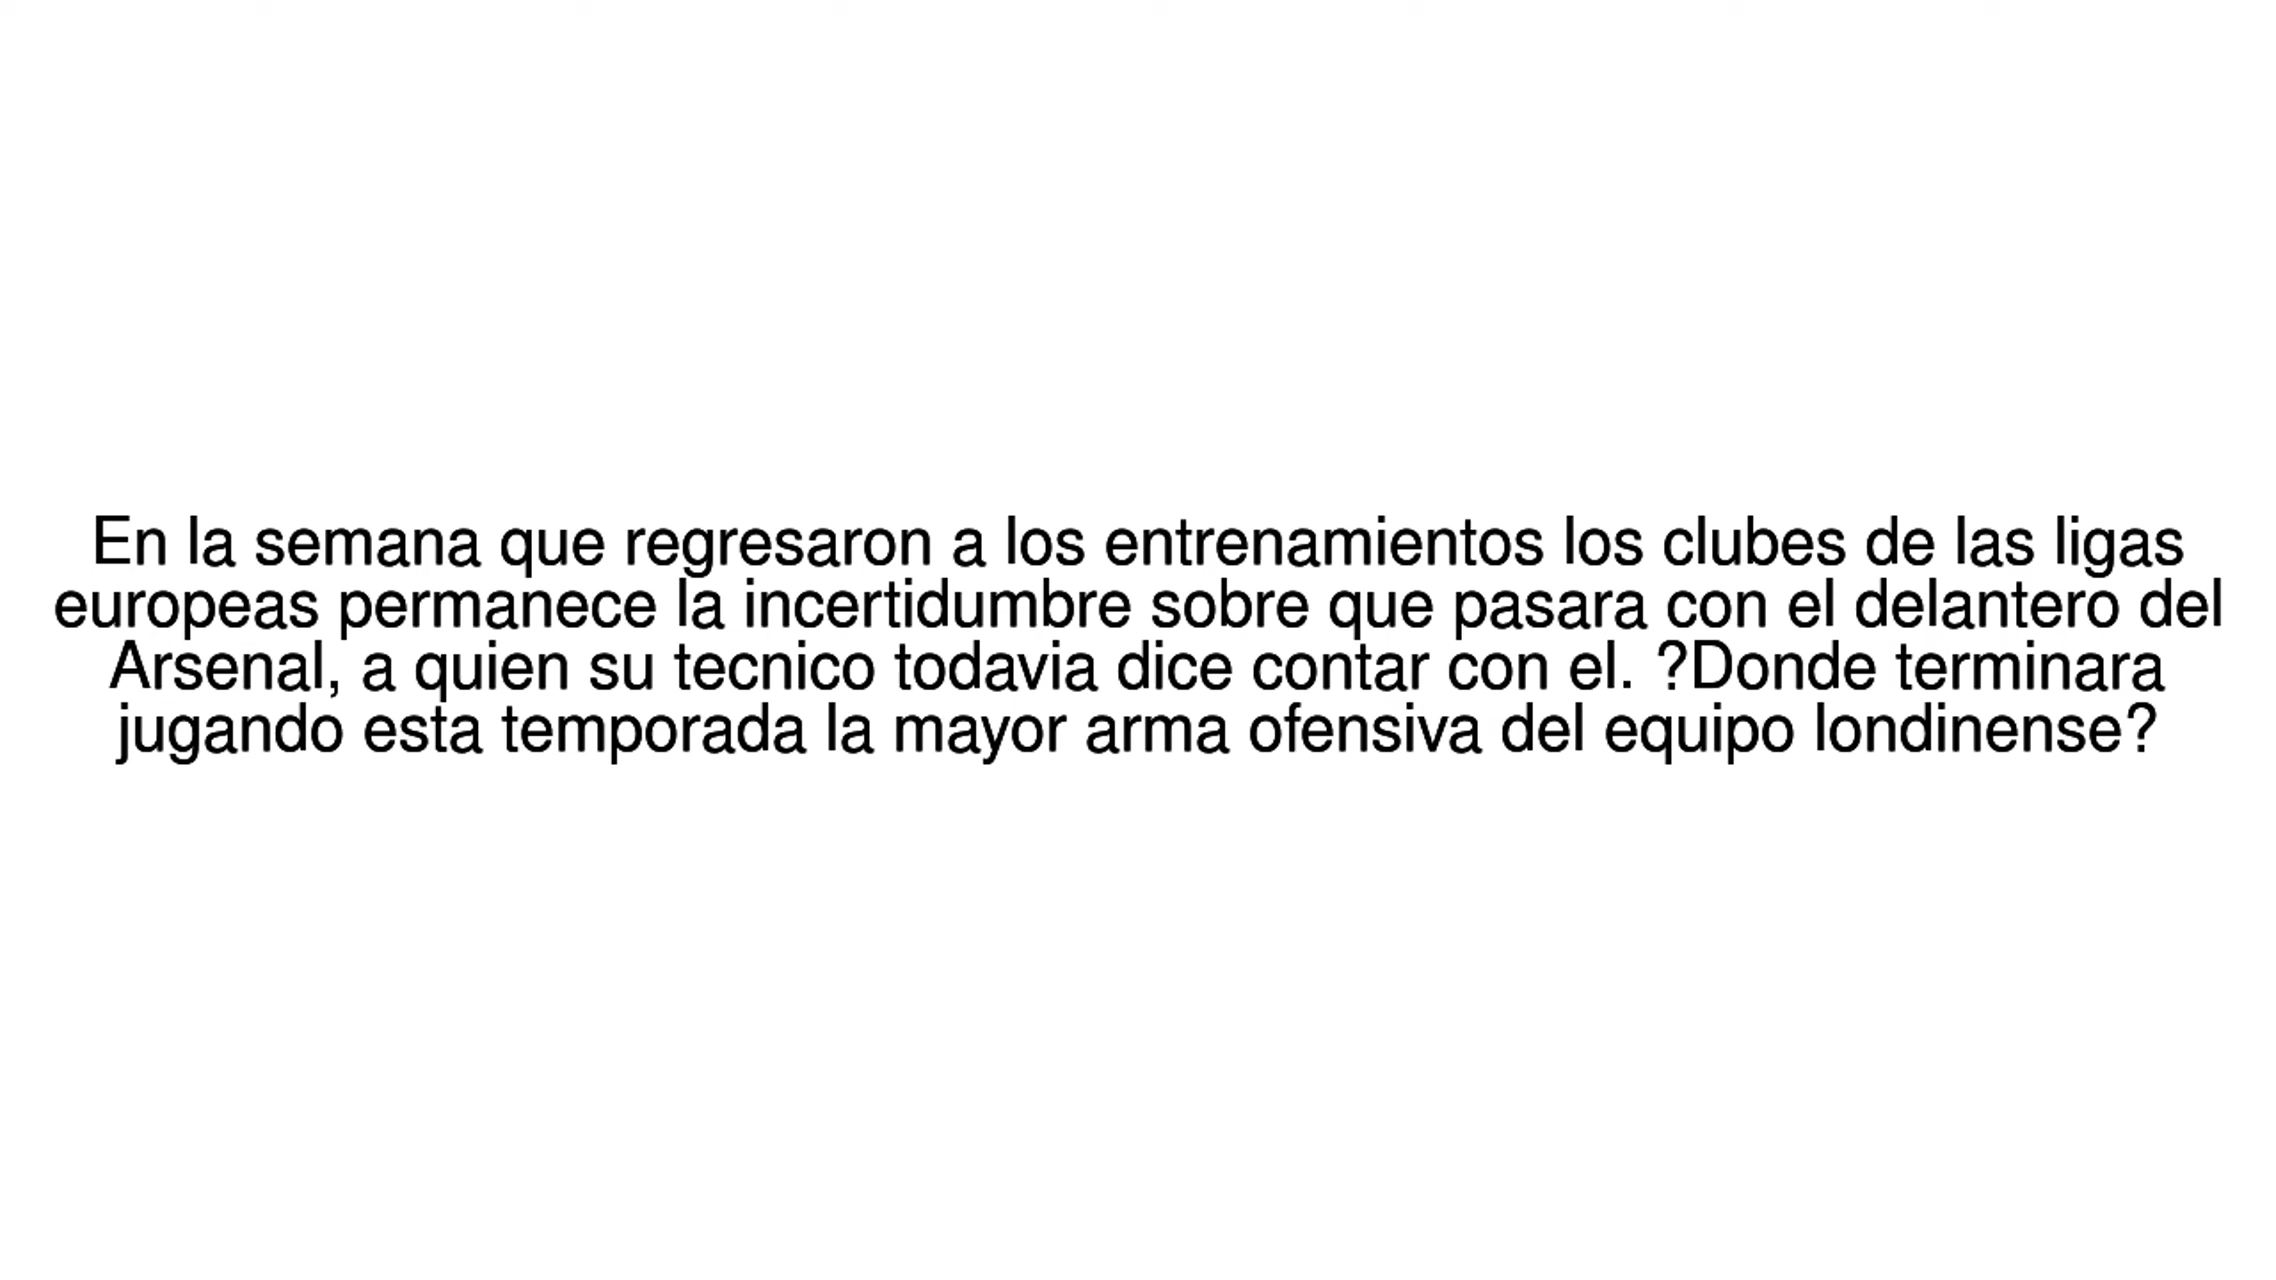 En la semana que regresaron a los entrenamientos los clubes de las ligas
europeas permanece la incertidumbre sobre que pasara con el delantero del
Arsenal, a quien su tecnico todavia dice contar con el. ?Donde terminara
jugando esta temporada la mayor arma ofensiva del equipo londinense?